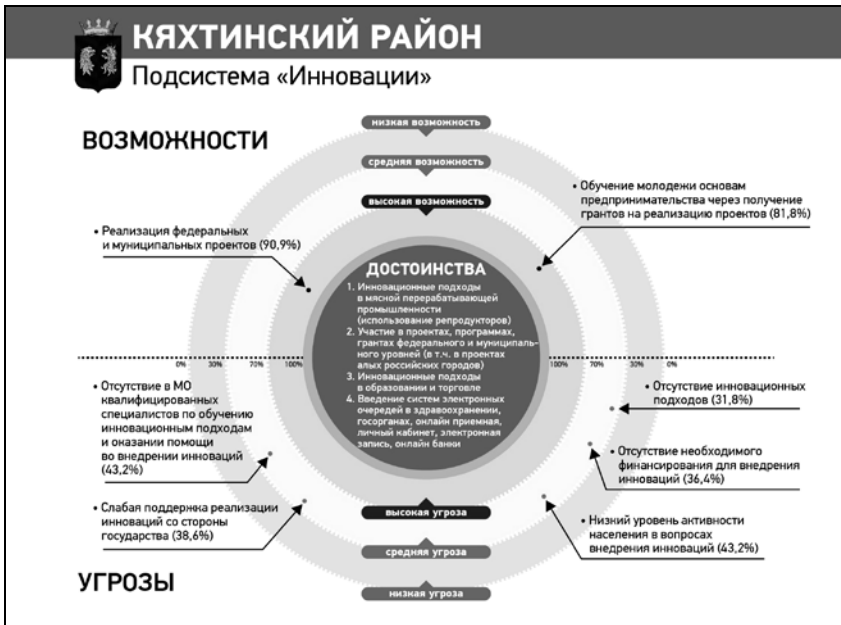 КЯХТИНСКИЙ РАЙОН
Подсистема «Инновации»
ВОЗМОЖНОСТИ
низкая возможность
средняя возможность
высокая возможность
• Реализация федеральных
и муниципальных проектов (90,9%)
• Обучение молодежи основам
предпринимательства через получение
грантов на реализацию проектов (81,8%)
ДОСТОИНСТВА
1. Инновационные подходы
в мясной перерабатывающей
промышленности
(использование репродукторов)
2. Участие в проектах, программах,
грантах федерального и муниципаль-
ного уровней (в т.ч. в проектах
алых российских городов)
3. Инновационные подходы
в образовании и торговле
4. Введение систем электронных
очередей в здравоохранении,
госорганах, онлайн приемная,
личный кабинет, электронная
запись, онлайн банки
0% 30% 70% 100%
100% 70% 30% 0%
• Отсутствие в МО
квалифицированных
специалистов по обучению
инновационным подходам
и оказании помощи
во внедрении инноваций
(43,2%)
• Слабая поддержка реализации
инноваций со стороны
государства (38,6%)
• Отсутствие инновационных
подходов (31,8%)
• Отсутствие необходимого
финансирования для внедрения
инноваций (36,4%)
• Низкий уровень активности
населения в вопросах
внедрения инноваций (43,2%)
высокая угроза
средняя угроза
низкая угроза
УГРОЗЫ